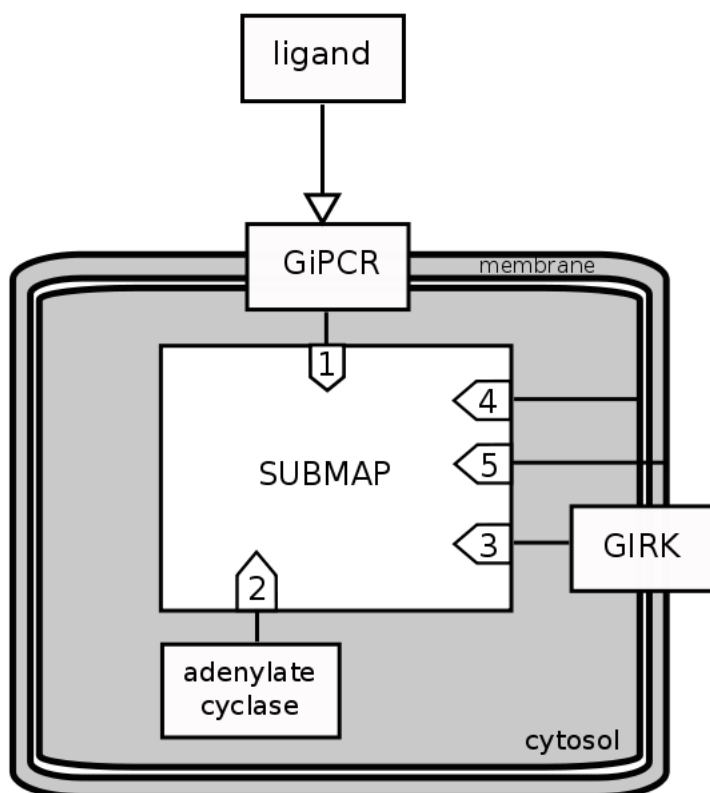 ligand
GiPCR
membrane
1
4
SUBMAP
5
3
GIRK
2
adenylate
cyclase
cytosol